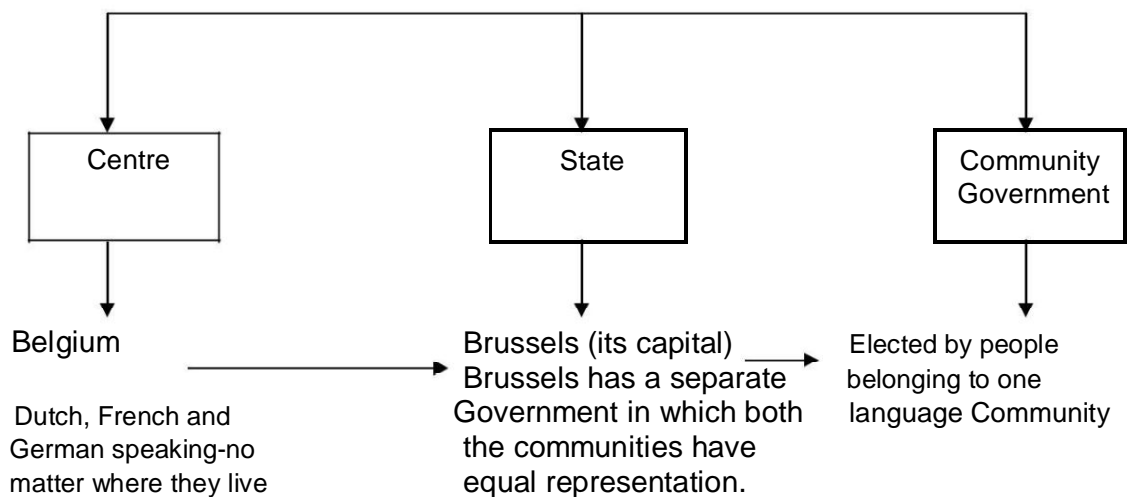 Centre
State
Community
Government
Belgium
Dutch, French and
German speaking-no
matter where they live
Brussels (its capital)
Brussels has a separate
Government in which both
the communities have
equal representation.
Elected by people
belonging to one
language Community